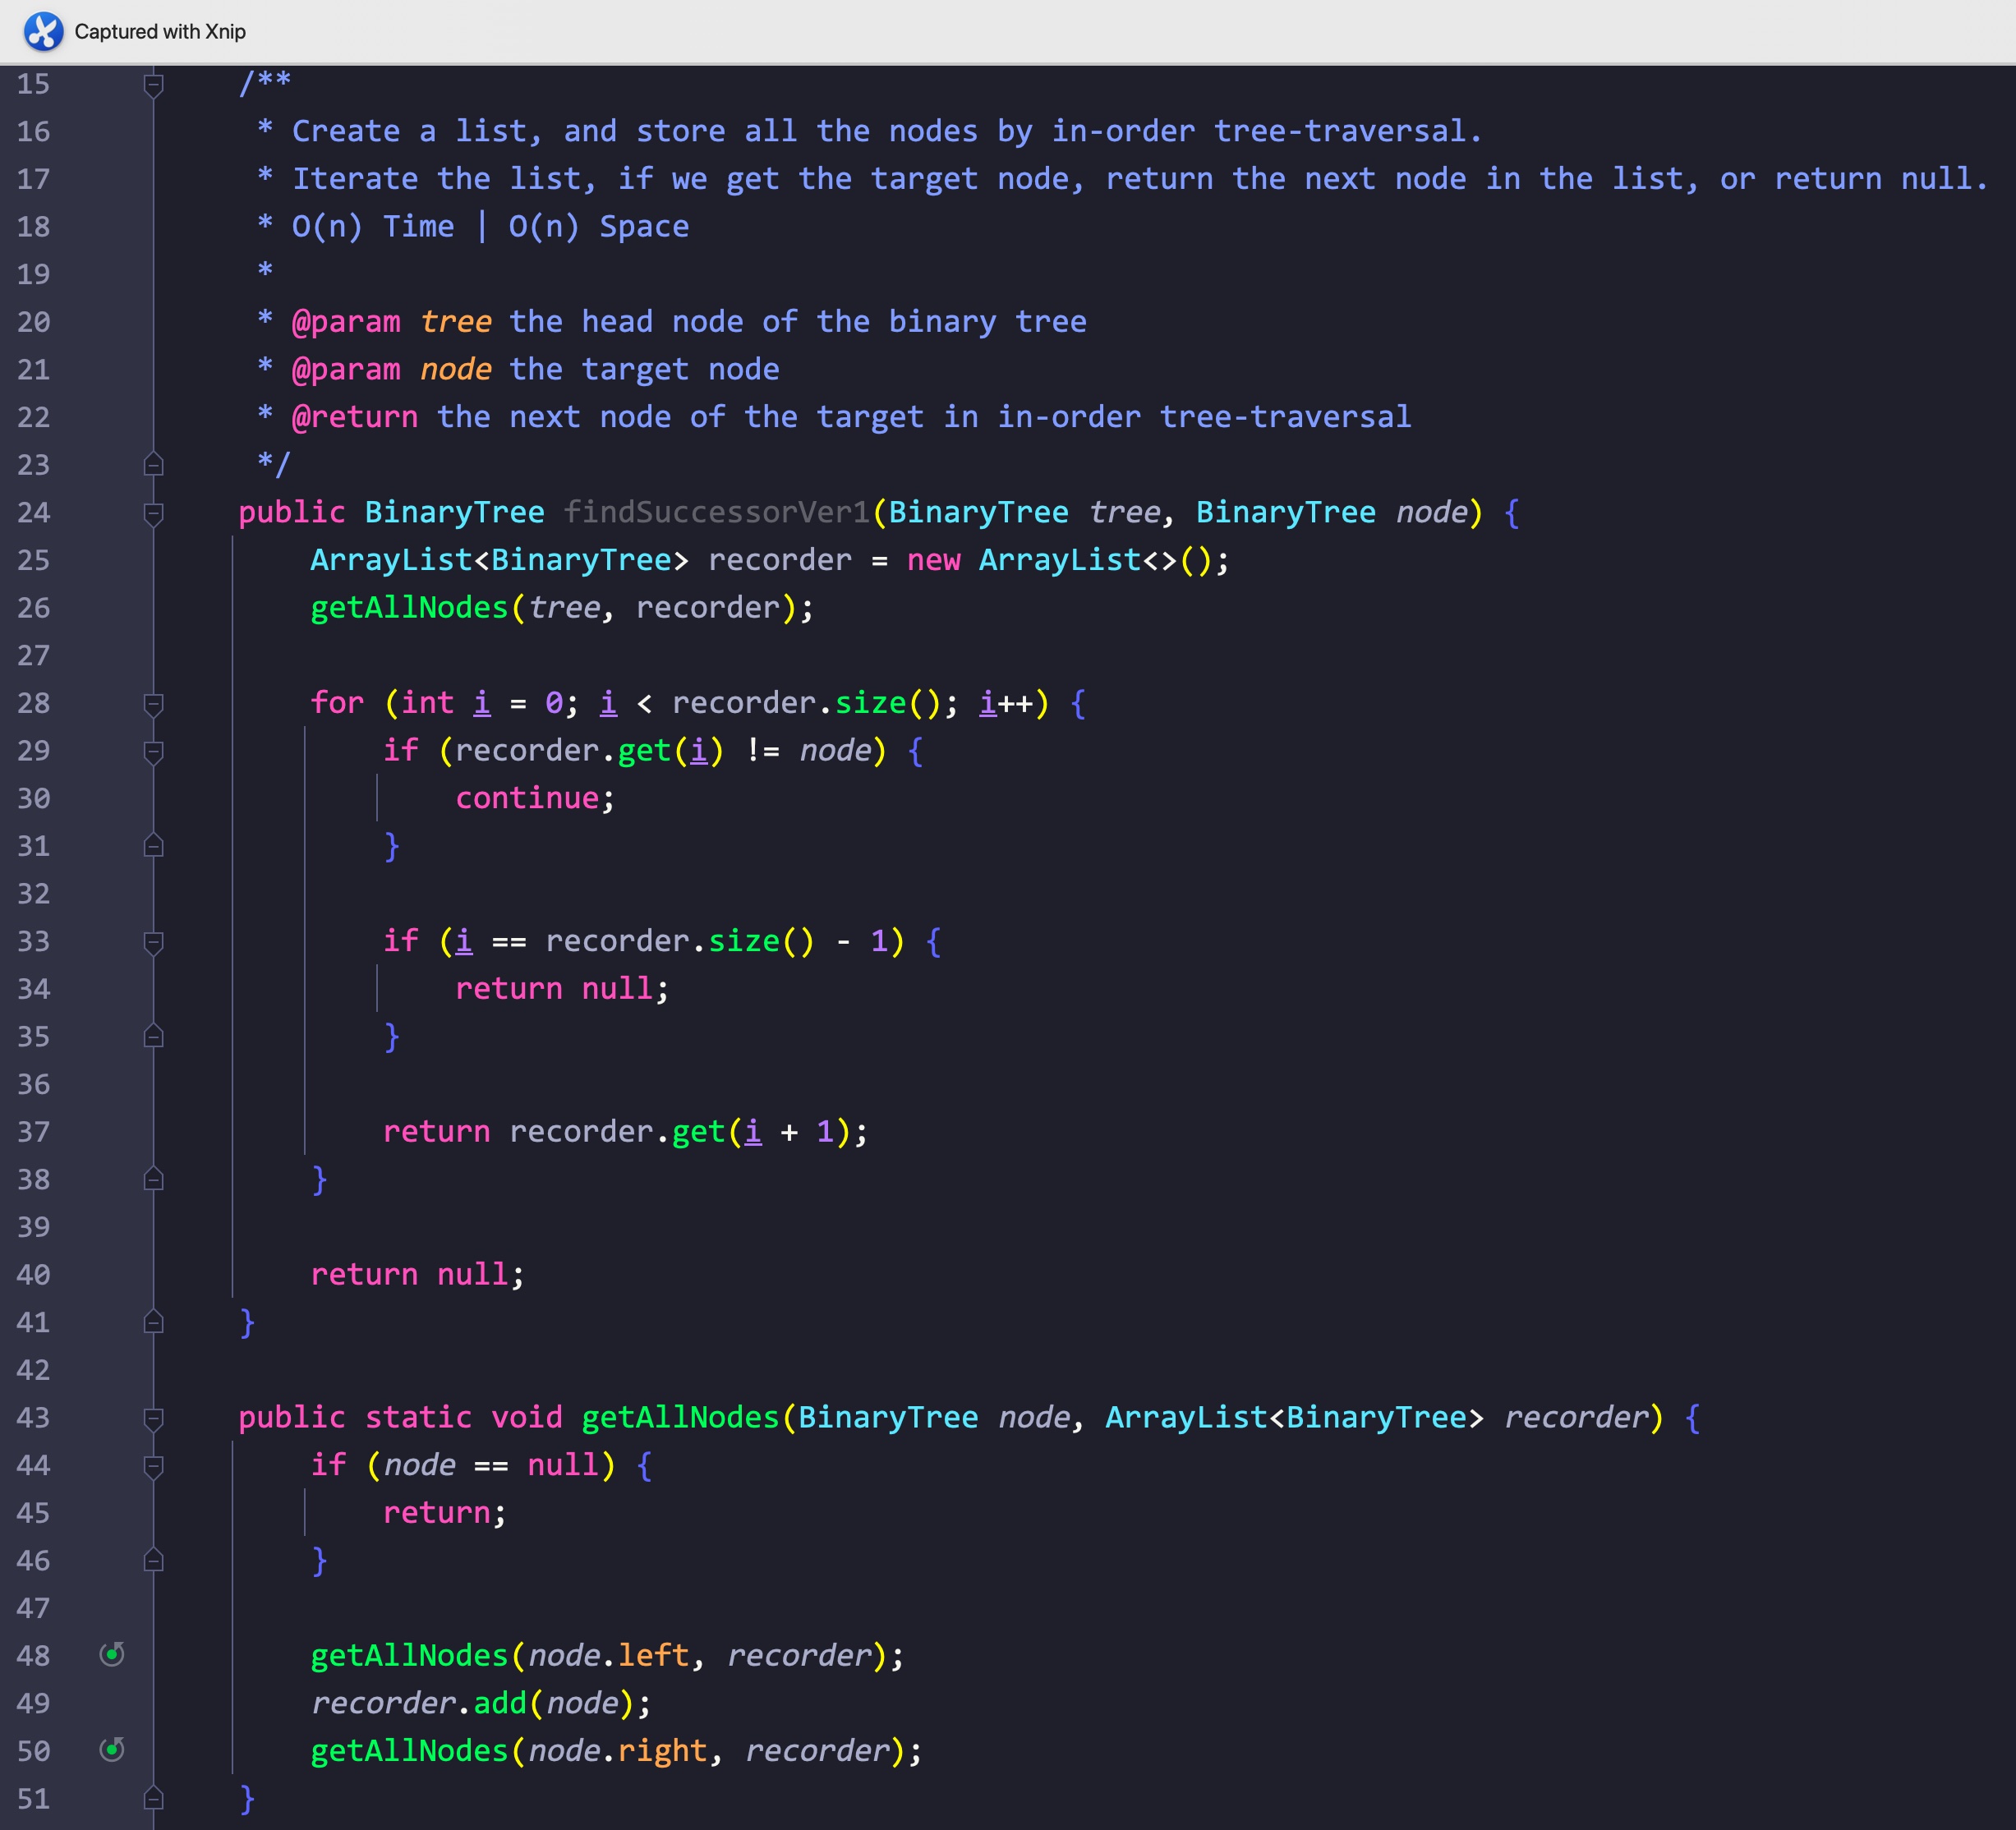 Captured with Xnip
15 /**
16  * Create a list, and store all the nodes by in-order tree-traversal.
17  * Iterate the list, if we get the target node, return the next node in the list, or return null.
18  * O(n) Time | O(n) Space
19  *
20  * @param tree the head node of the binary tree
21  * @param node the target node
22  * @return the next node of the target in in-order tree-traversal
23  */
24 public BinaryTree findSuccessorVer1(BinaryTree tree, BinaryTree node) {
25     ArrayList<BinaryTree> recorder = new ArrayList<>();
26     getAllNodes(tree, recorder);
27
28     for (int i = 0; i < recorder.size(); i++) {
29         if (recorder.get(i) != node) {
30             continue;
31         }
32
33         if (i == recorder.size() - 1) {
34             return null;
35         }
36
37         return recorder.get(i + 1);
38     }
39
40     return null;
41 }
42
43 public static void getAllNodes(BinaryTree node, ArrayList<BinaryTree> recorder) {
44     if (node == null) {
45         return;
46     }
47
48     getAllNodes(node.left, recorder);
49     recorder.add(node);
50     getAllNodes(node.right, recorder);
51 }